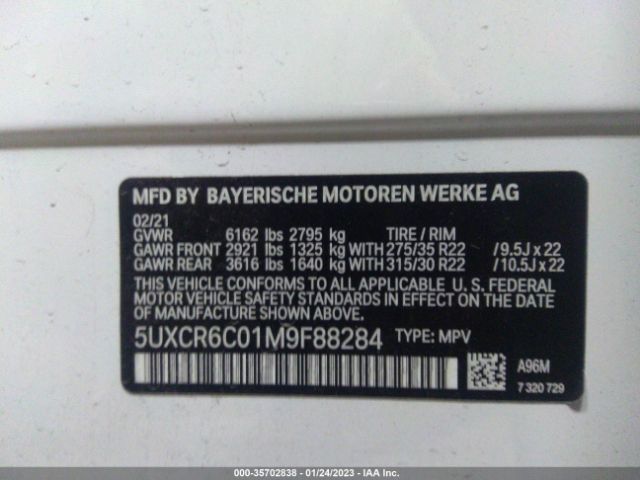 MFD BY BAYERISCHE MOTOREN WERKE AG
02/21
GVWR 6162 lbs 2795 kg TIRE / RIM
GAWR FRONT 2921 lbs 1325 kg WITH 275/35 R22 / 9.5J x 22
GAWR REAR 3616 lbs 1640 kg WITH 315/30 R22 / 10.5J x 22
THIS VEHICLE CONFORMS TO ALL APPLICABLE U. S. FEDERAL
MOTOR VEHICLE SAFETY STANDARDS IN EFFECT ON THE DATE
OF MANUFACTURE SHOWN ABOVE.
5UXCR6C01M9F88284 TYPE: MPV
A96M
7 320 729
000-35702838 - 01/24/2023 - IAA Inc.